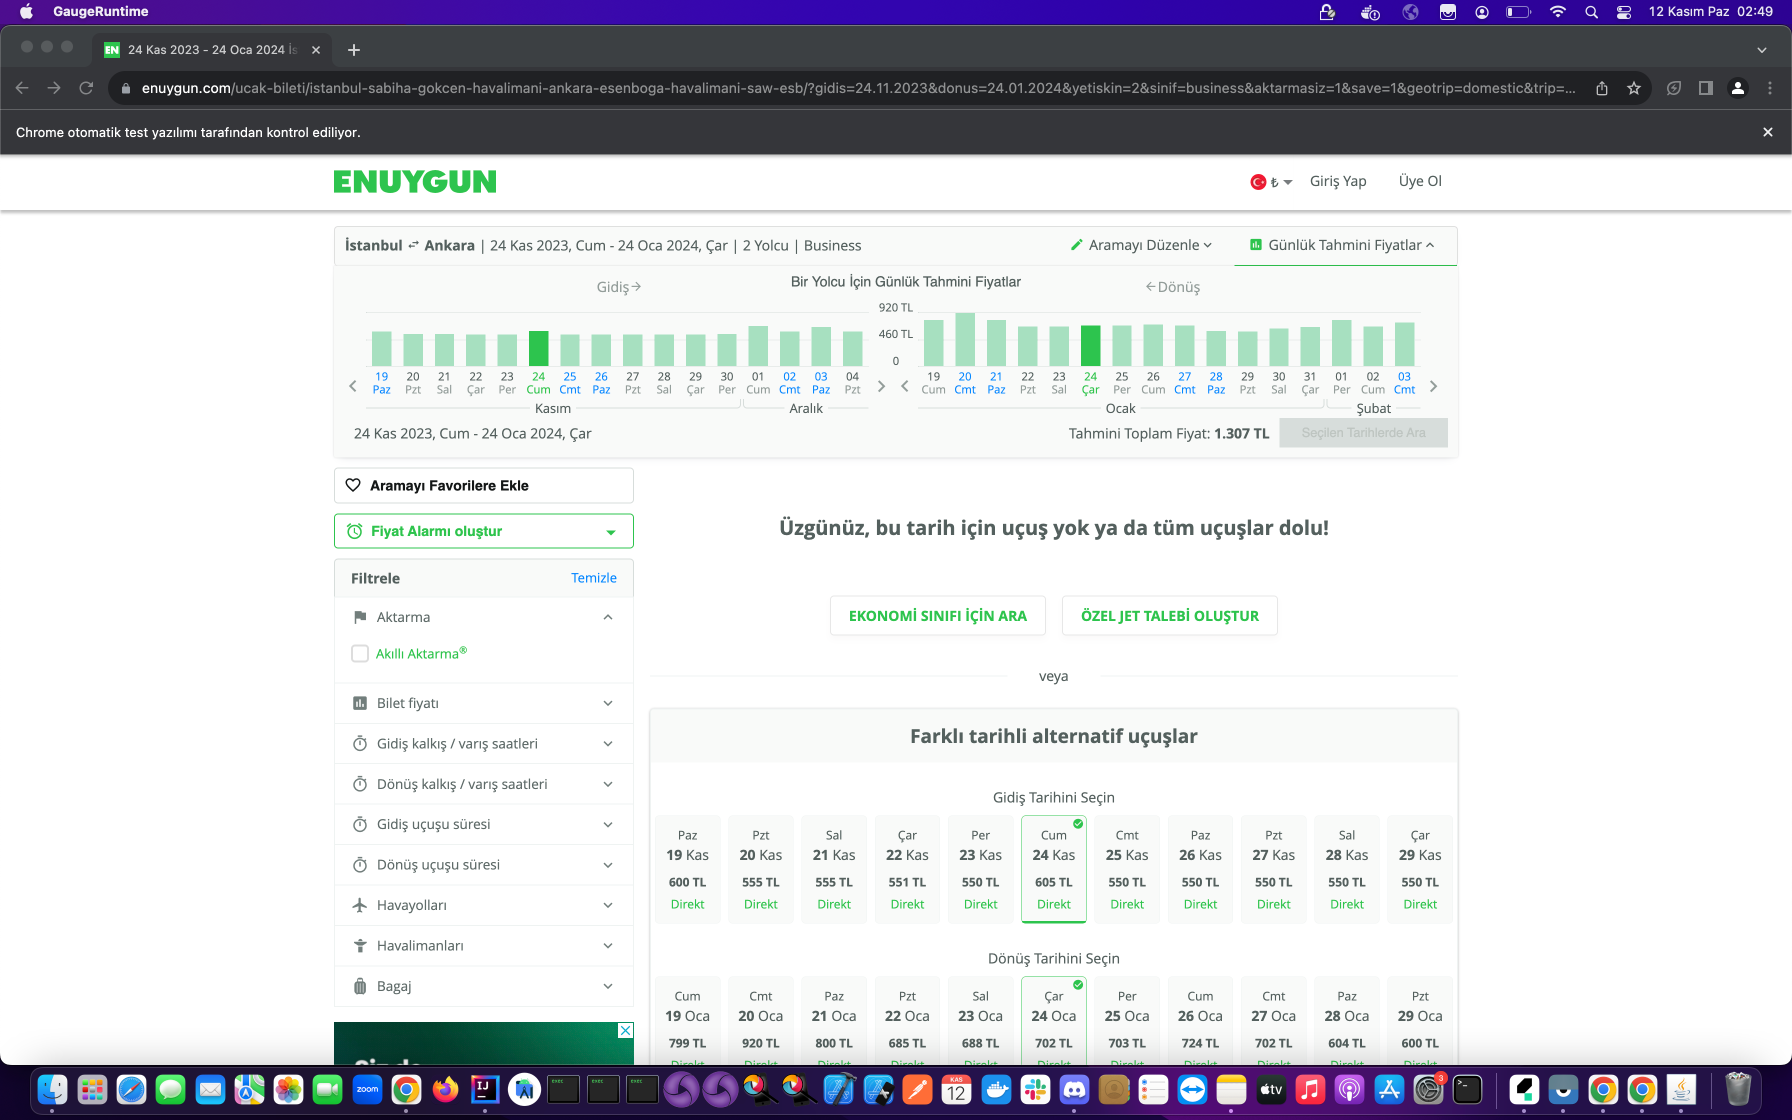 GaugeRuntime
12 Kasım Paz 02:49
EN 24 Kas 2023 - 24 Oca 2024 İs
enuygun.com/ucak-bileti/istanbul-sabiha-gokcen-havalimani-ankara-esenboga-havalimani-saw-esb/?gidis=24.11.2023&donus=24.01.2024&yetiskin=2&sinif=business&aktarmasiz=1&save=1&geotrip=domestic&trip=...
Chrome otomatik test yazılımı tarafından kontrol ediliyor.
ENUYGUN
₺ Giriş Yap Üye Ol
İstanbul Ankara | 24 Kas 2023, Cum - 24 Oca 2024, Çar | 2 Yolcu | Business
Aramayı Düzenle Günlük Tahmini Fiyatlar
Bir Yolcu İçin Günlük Tahmini Fiyatlar
Gidiş Dönüş
920 TL
460 TL
0
19 20 21 22 23 24 25 26 27 28 29 30 01 02 03 04
Paz Pzt Sal Çar Per Cum Cmt Paz Pzt Sal Çar Per Cum Cmt Paz Pzt
Kasım Aralık
19 20 21 22 23 24 25 26 27 28 29 30 31 01 02 03
Cum Cmt Paz Pzt Sal Çar Per Cum Cmt Paz Pzt Sal Çar Per Cum Cmt
Ocak Şubat
24 Kas 2023, Cum - 24 Oca 2024, Çar
Tahmini Toplam Fiyat: 1.307 TL Seçilen Tarihlerde Ara
Aramayı Favorilere Ekle
Fiyat Alarmı oluştur
Filtrele Temizle
Aktarma
Akıllı Aktarma®
Bilet fiyatı
Gidiş kalkış / varış saatleri
Dönüş kalkış / varış saatleri
Gidiş uçuşu süresi
Dönüş uçuşu süresi
Havayolları
Havalimanları
Bagaj
Üzgünüz, bu tarih için uçuş yok ya da tüm uçuşlar dolu!
EKONOMİ SINIFI İÇİN ARA ÖZEL JET TALEBİ OLUŞTUR
veya
Farklı tarihli alternatif uçuşlar
Gidiş Tarihini Seçin
Paz Pzt Sal Çar Per Cum Cmt Paz Pzt Sal Çar
19 Kas 20 Kas 21 Kas 22 Kas 23 Kas 24 Kas 25 Kas 26 Kas 27 Kas 28 Kas 29 Kas
600 TL 555 TL 555 TL 551 TL 550 TL 605 TL 550 TL 550 TL 550 TL 550 TL 550 TL
Direkt Direkt Direkt Direkt Direkt Direkt Direkt Direkt Direkt Direkt Direkt
Dönüş Tarihini Seçin
Cum Cmt Paz Pzt Sal Çar Per Cum Cmt Paz Pzt
19 Oca 20 Oca 21 Oca 22 Oca 23 Oca 24 Oca 25 Oca 26 Oca 27 Oca 28 Oca 29 Oca
799 TL 920 TL 800 TL 685 TL 688 TL 702 TL 703 TL 724 TL 702 TL 604 TL 600 TL
Direkt Direkt Direkt Direkt Direkt Direkt Direkt Direkt Direkt Direkt Direkt
zoom
IJ
KAS
12
tv
3